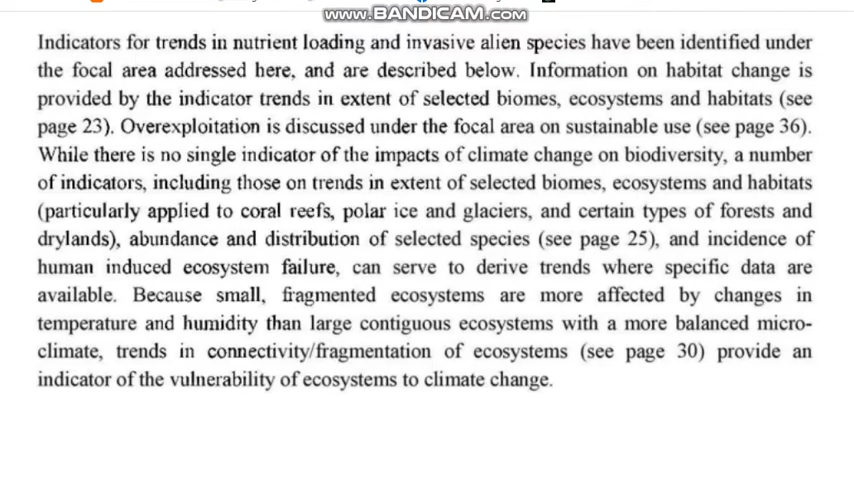 www.BANDICAM.com
Indicators for trends in nutrient loading and invasive alien species have been identified under
the focal area addressed here, and are described below. Information on habitat change is
provided by the indicator trends in extent of selected biomes, ecosystems and habitats (see
page 23). Overexploitation is discussed under the focal area on sustainable use (see page 36).
While there is no single indicator of the impacts of climate change on biodiversity, a number
of indicators, including those on trends in extent of selected biomes, ecosystems and habitats
(particularly applied to coral reefs, polar ice and glaciers, and certain types of forests and
drylands), abundance and distribution of selected species (see page 25), and incidence of
human induced ecosystem failure, can serve to derive trends where specific data are
available. Because small, fragmented ecosystems are more affected by changes in
temperature and humidity than large contiguous ecosystems with a more balanced micro-
climate, trends in connectivity/fragmentation of ecosystems (see page 30) provide an
indicator of the vulnerability of ecosystems to climate change.